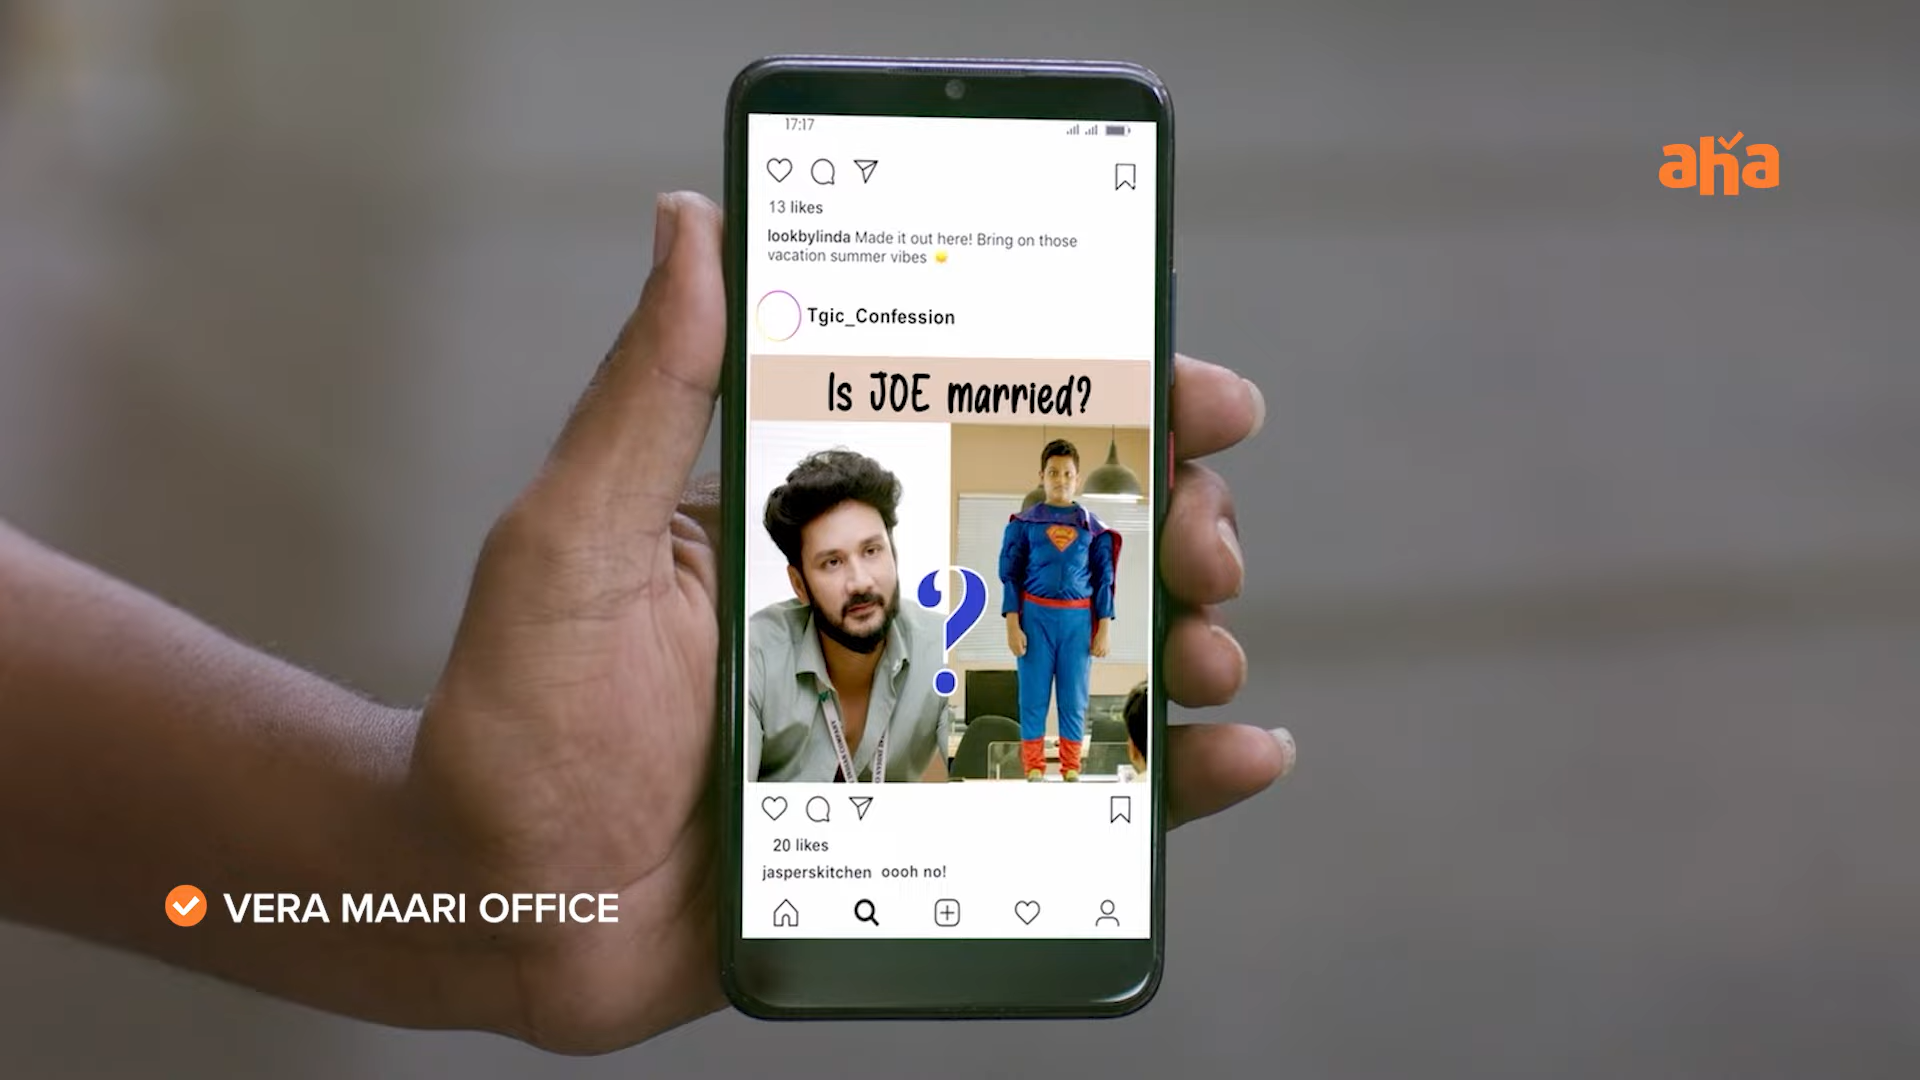 17:17
aha
13 likes
lookbylinda Made it out here! Bring on those
vacation summer vibes
Tgic_Confession
Is JOE married?
?
20 likes
jasperskitchen oooh no!
VERA MAARI OFFICE